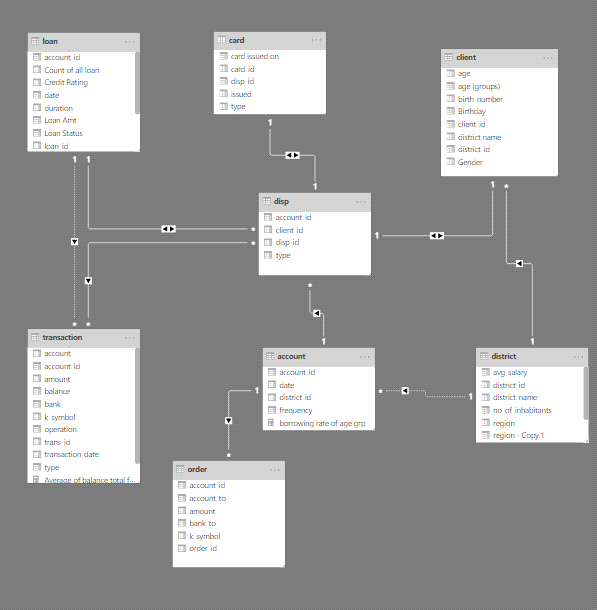 loan
account id
Count of all loan
Credit Rating
date
duration
Loan Amt
Loan Status
loan_id
card
card issued on
card id
disp id
issued
type
client
age
age (groups)
birth number
Birthday
client id
district name
district id
Gender
1
1
1
1
1
*
disp
account id
client id
disp id
type
*
*
1
*
1
1
*
*
transaction
account
account id
amount
balance
bank
k symbol
operation
trans id
transaction date
type
Average of balance total f...
account
account id
date
district id
frequency
borrowing rate of age grp
district
avg salary
district id
district name
no of inhabitants
region
region - Copy.1
1
*
1
*
order
account id
account to
amount
bank to
k symbol
order id